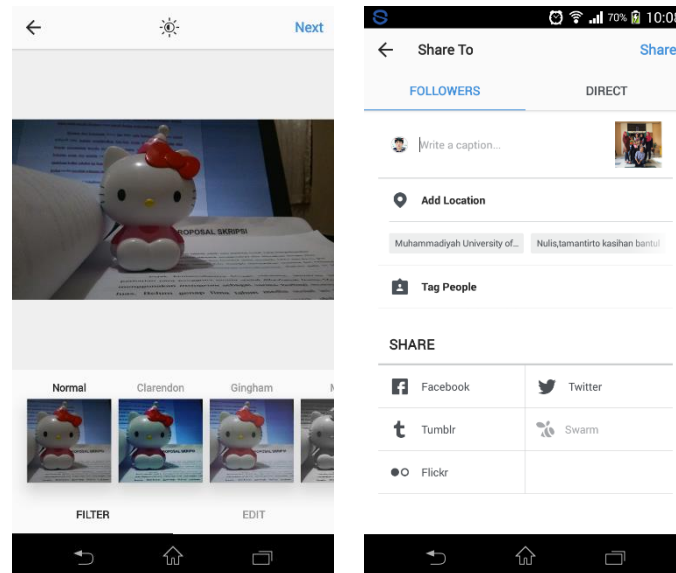 Next
PROPOSAL SKRIPSI
Normal
Clarendon
Gingham
FILTER
EDIT
70%
10:08
Share To
Share
FOLLOWERS
DIRECT
Write a caption...
Add Location
Muhammadiyah University of...
Nulis,tamantirto kasihan bantul
Tag People
SHARE
Facebook
Twitter
Tumblr
Swarm
Flickr